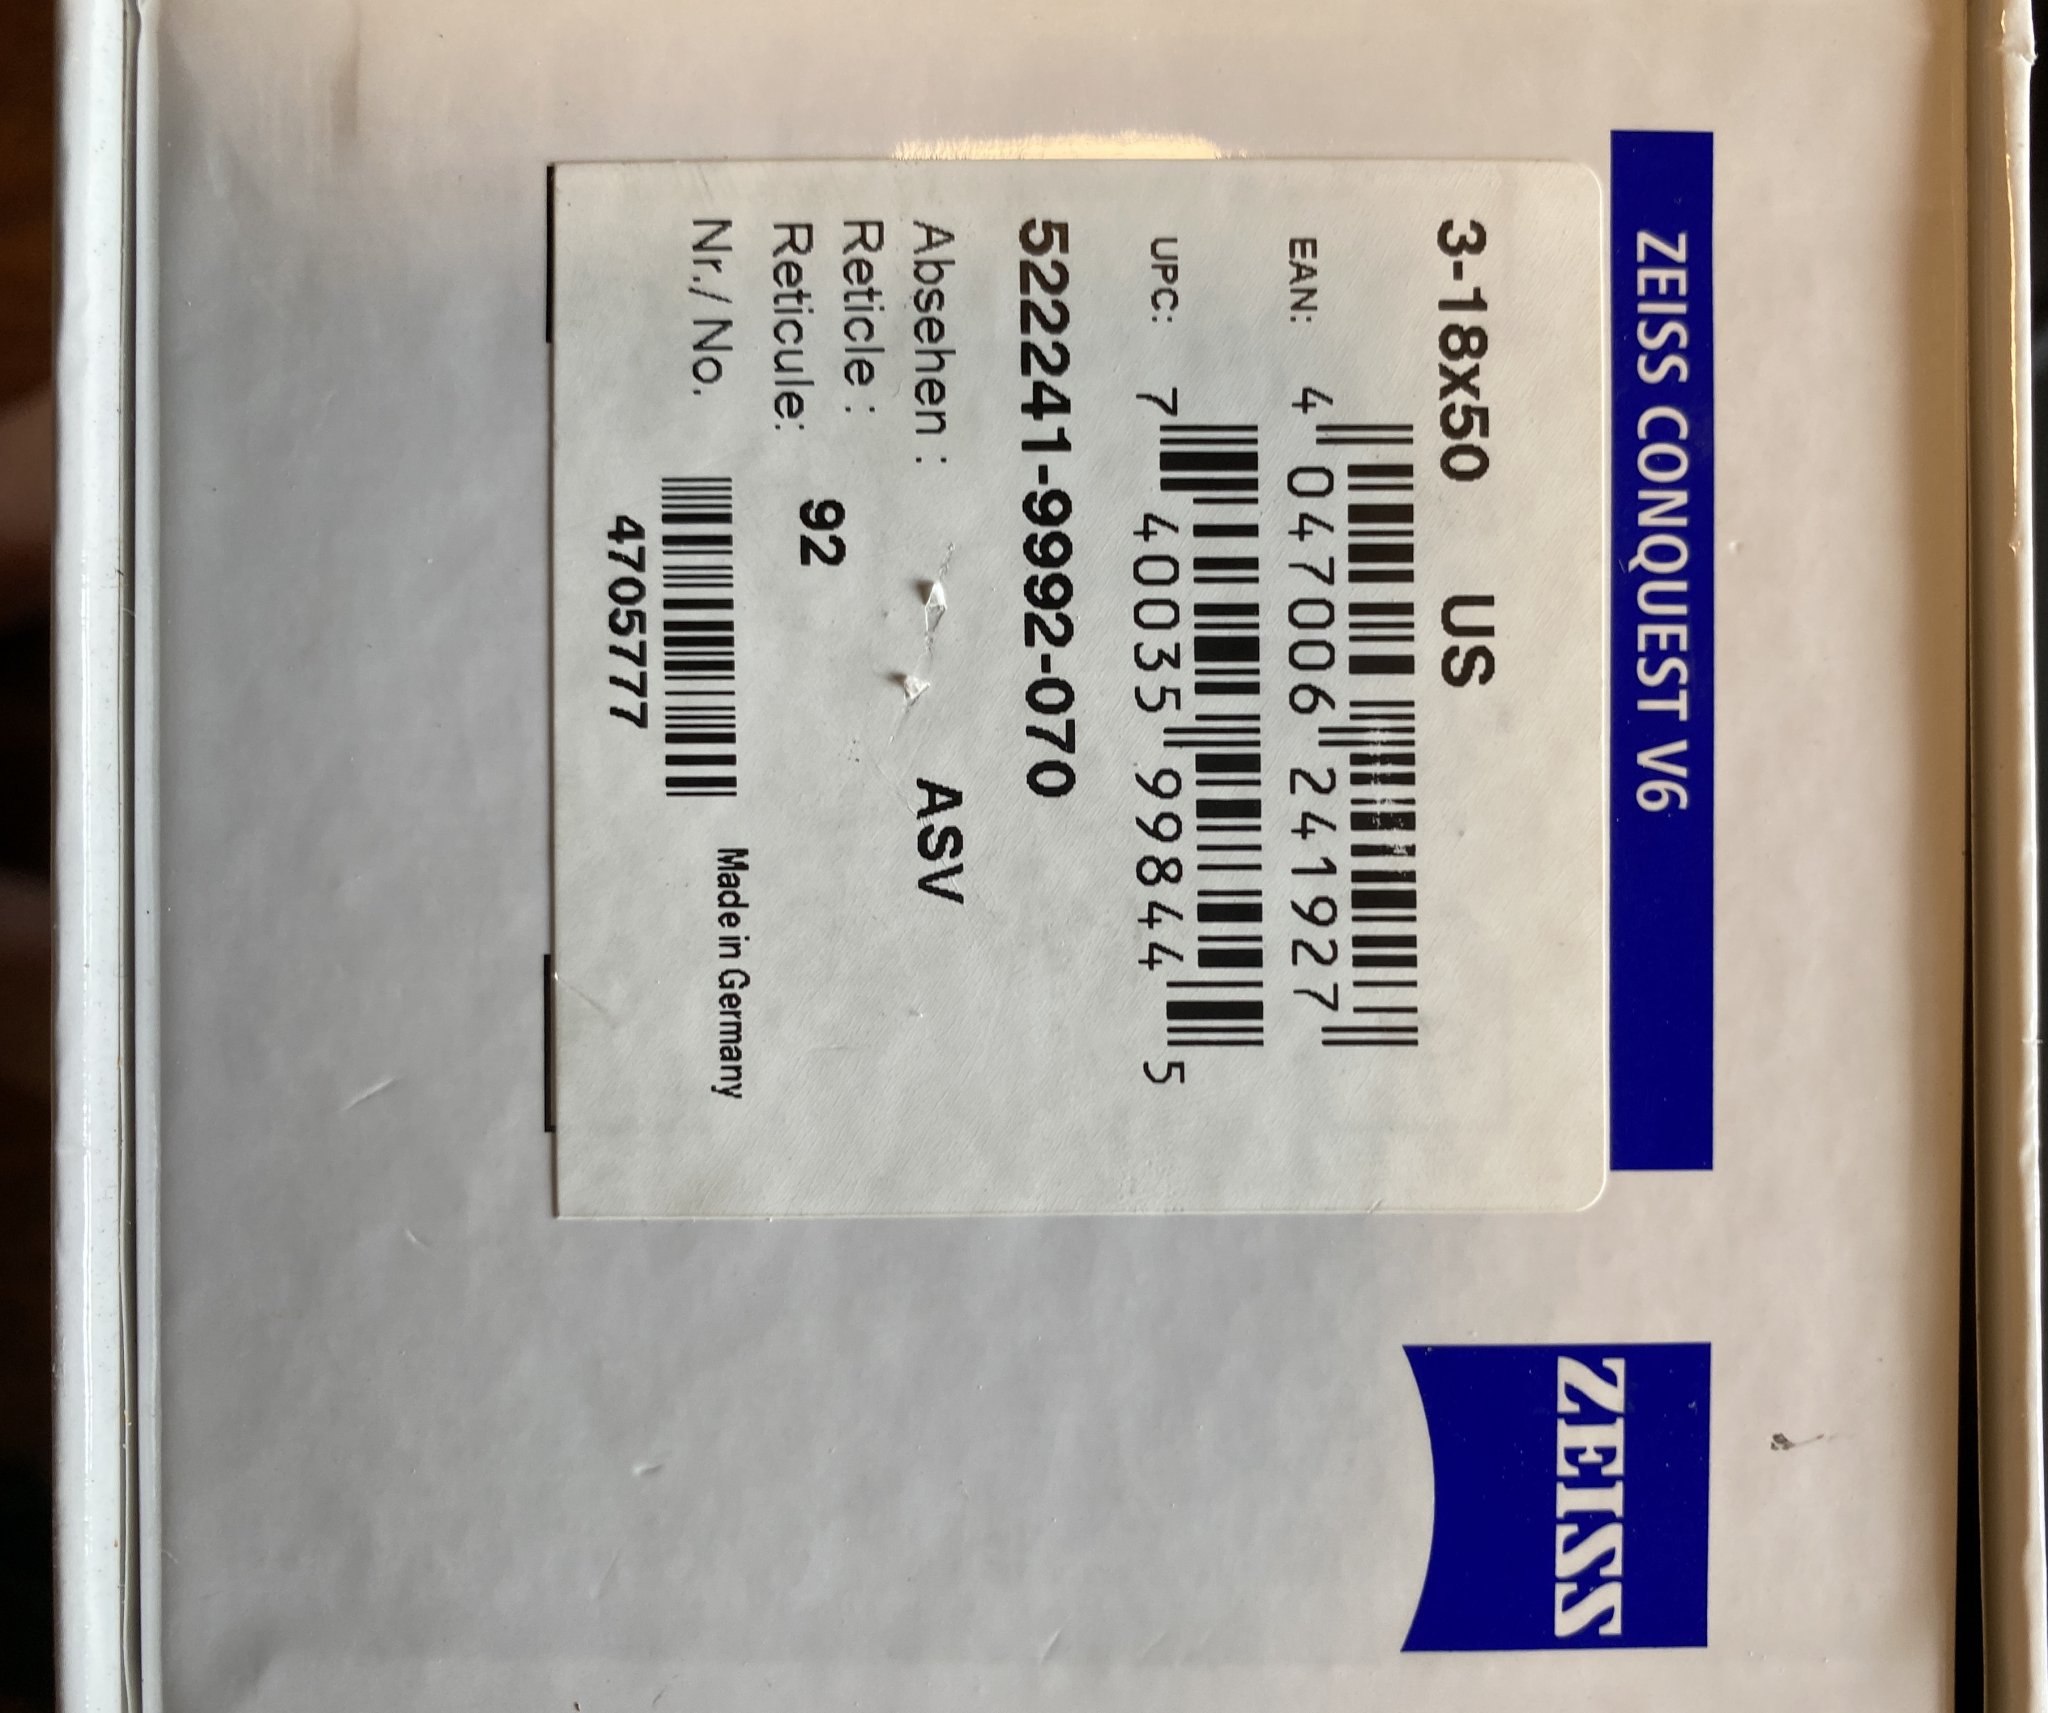 ZEISS CONQUEST V6
ZEISS
3-18x50 US
EAN: 4 047006 241927
UPC: 7 40035 99844 5
522241-9992-070
Absehen : ASV
Reticle :
Reticule: 92
Nr./ No. 4705777
Made in Germany